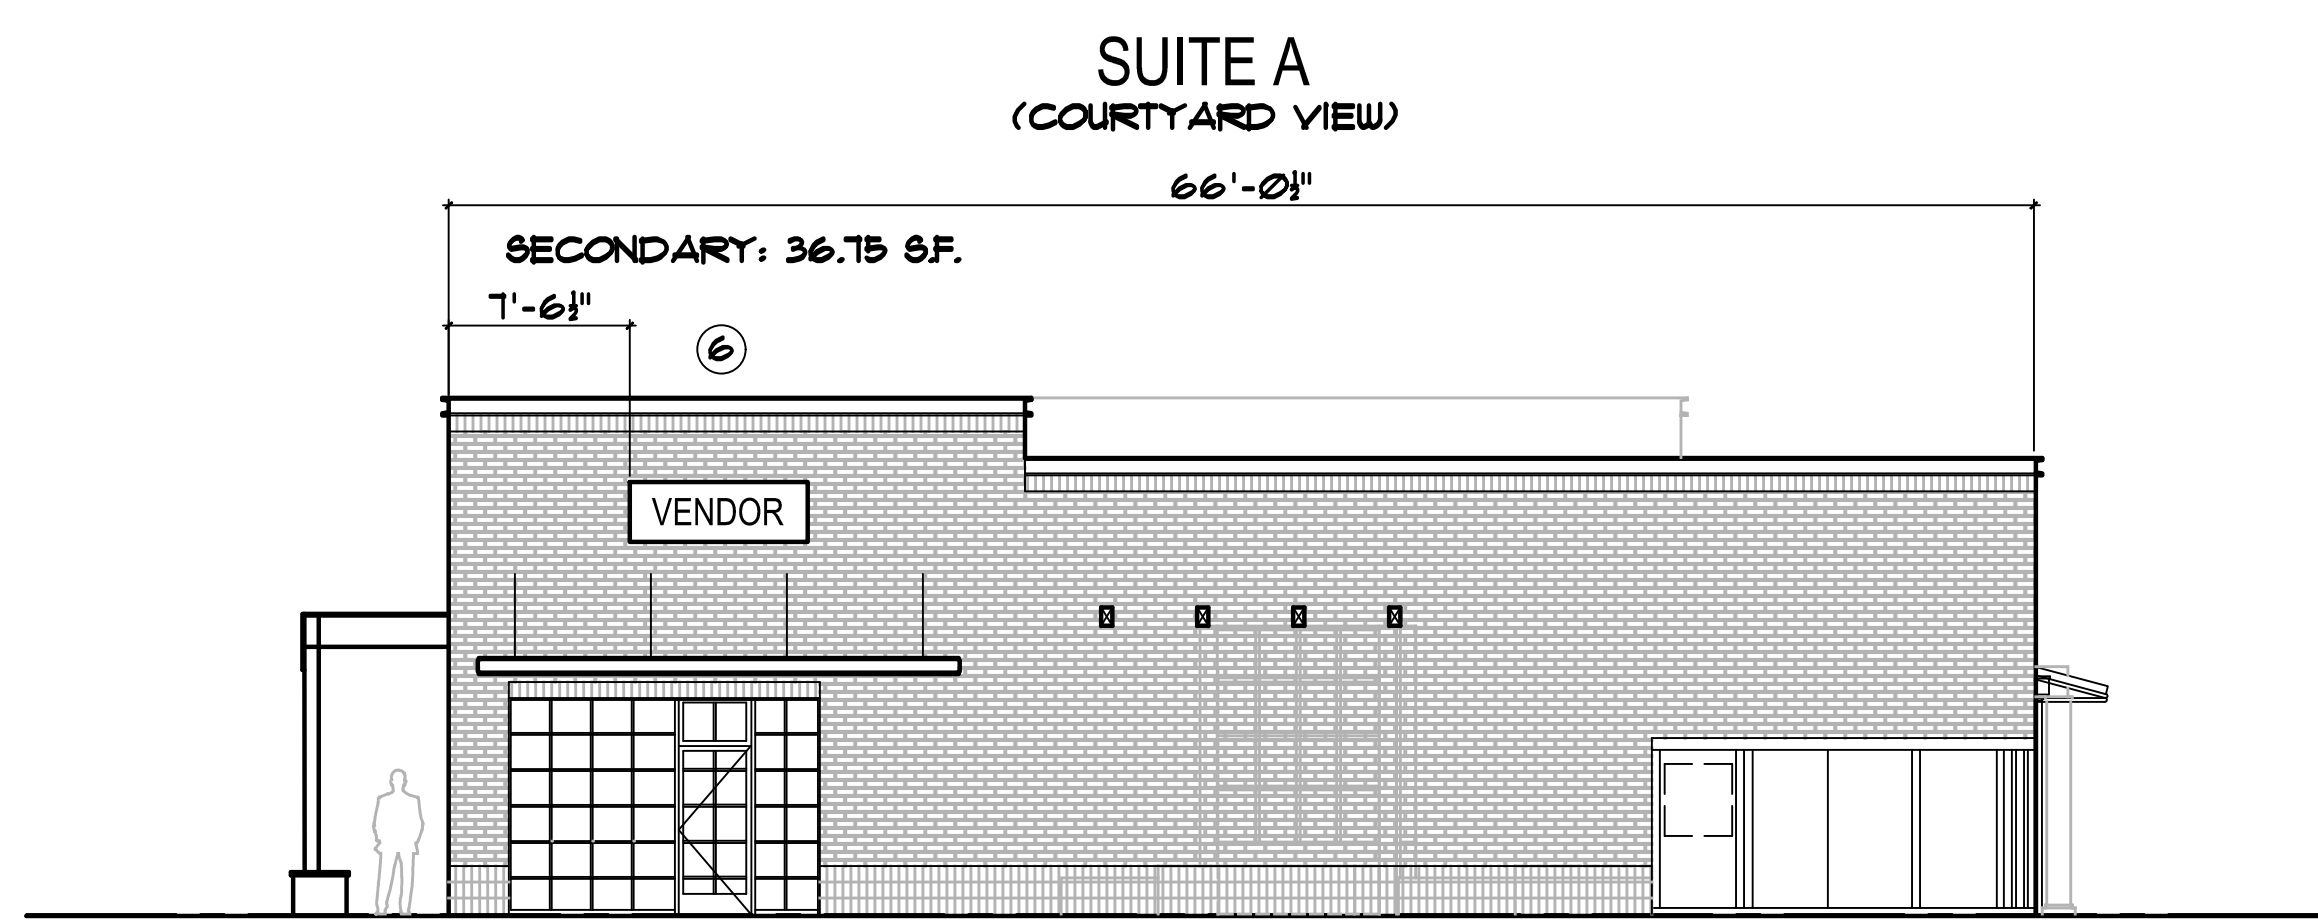 SUITE A
(COURTYARD VIEW)
66'-0½"
SECONDARY: 36.75 S.F.
7'-6½"
6
VENDOR